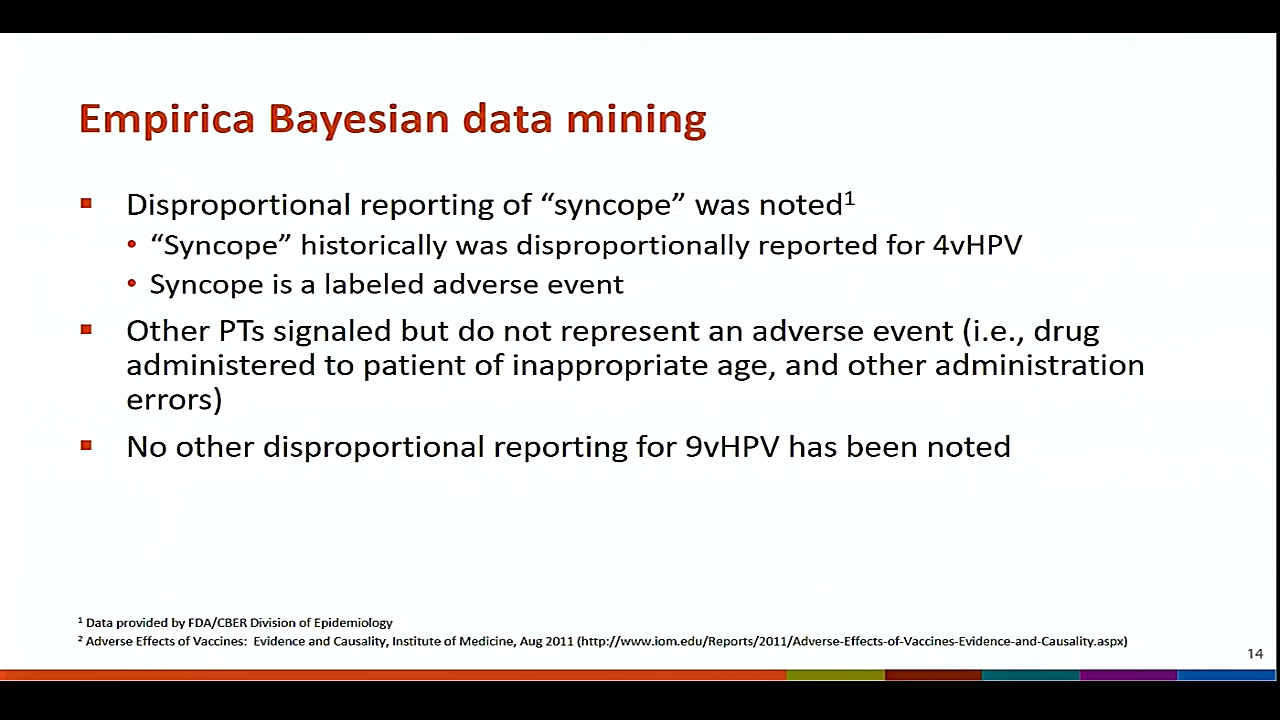 Empirica Bayesian data mining
▪ Disproportional reporting of “syncope” was noted¹
• “Syncope” historically was disproportionally reported for 4vHPV
• Syncope is a labeled adverse event
▪ Other PTs signaled but do not represent an adverse event (i.e., drug
administered to patient of inappropriate age, and other administration
errors)
▪ No other disproportional reporting for 9vHPV has been noted
¹ Data provided by FDA/CBER Division of Epidemiology
² Adverse Effects of Vaccines: Evidence and Causality, Institute of Medicine, Aug 2011 (http://www.iom.edu/Reports/2011/Adverse-Effects-of-Vaccines-Evidence-and-Causality.aspx)
14